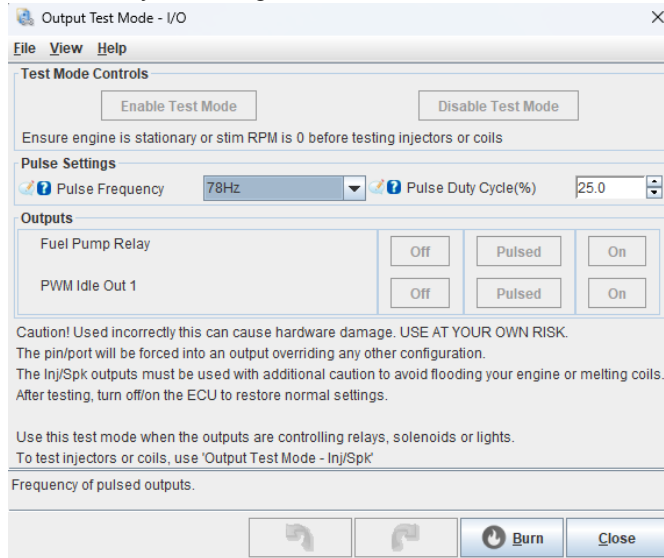 Output Test Mode - I/O
File View Help
Test Mode Controls
Enable Test Mode Disable Test Mode
Ensure engine is stationary or stim RPM is 0 before testing injectors or coils
Pulse Settings
Pulse Frequency 78Hz Pulse Duty Cycle(%) 25.0
Outputs
Fuel Pump Relay Off Pulsed On
PWM Idle Out 1 Off Pulsed On
Caution! Used incorrectly this can cause hardware damage. USE AT YOUR OWN RISK.
The pin/port will be forced into an output overriding any other configuration.
The Inj/Spk outputs must be used with additional caution to avoid flooding your engine or melting coils.
After testing, turn off/on the ECU to restore normal settings.
Use this test mode when the outputs are controlling relays, solenoids or lights.
To test injectors or coils, use 'Output Test Mode - Inj/Spk'
Frequency of pulsed outputs.
Burn Close